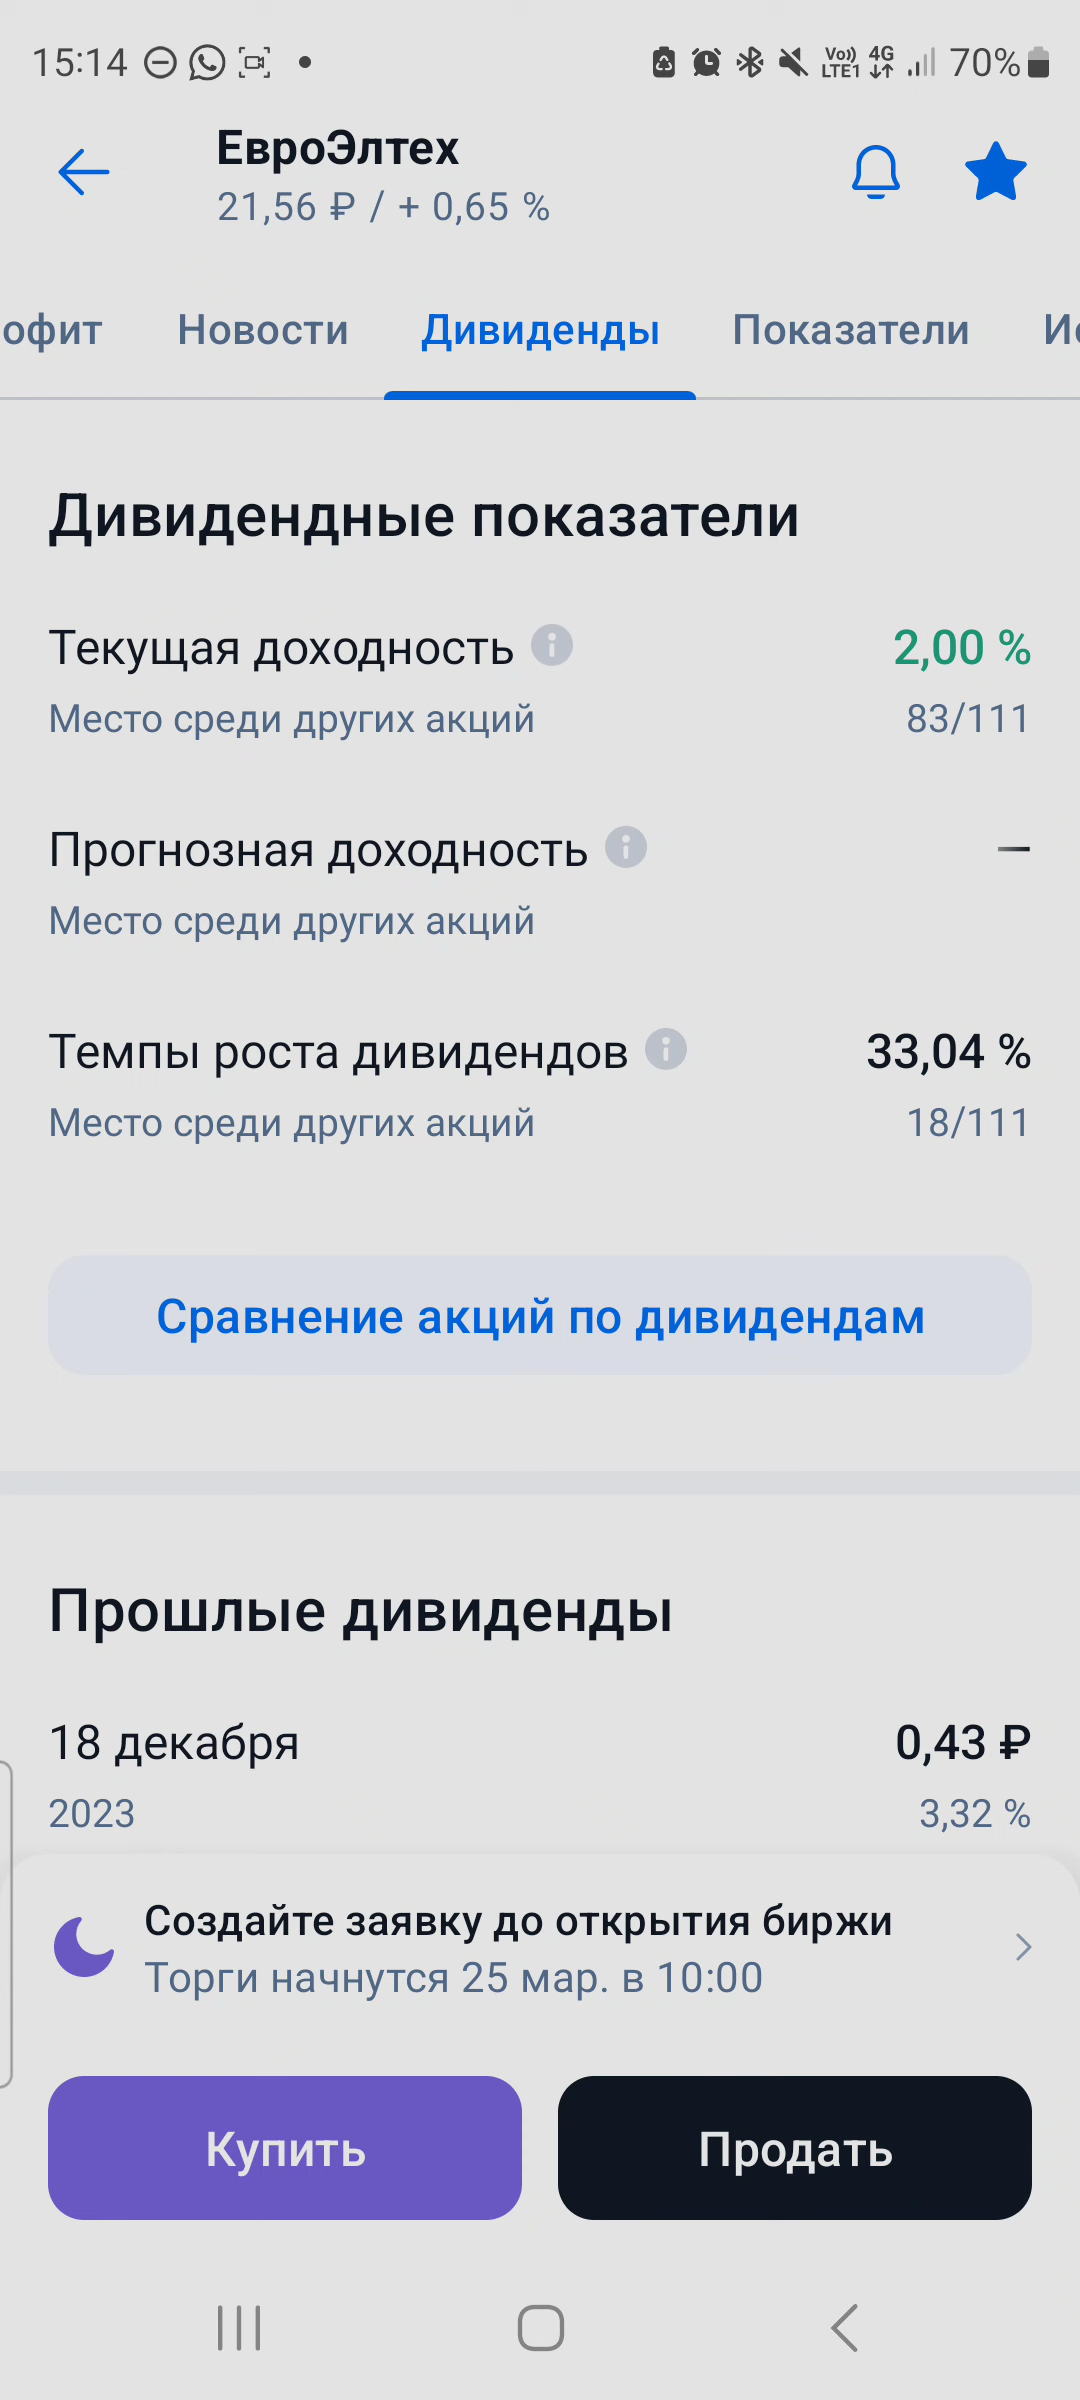 15:14
Vo)) LTE1 4G 70%
ЕвроЭлтех
21,56 ₽ / + 0,65 %
офит Новости Дивиденды Показатели
Дивидендные показатели
Текущая доходность 2,00 %
Место среди других акций 83/111
Прогнозная доходность –
Место среди других акций
Темпы роста дивидендов 33,04 %
Место среди других акций 18/111
Сравнение акций по дивидендам
Прошлые дивиденды
18 декабря 0,43 ₽
2023 3,32 %
Создайте заявку до открытия биржи
Торги начнутся 25 мар. в 10:00
Купить Продать